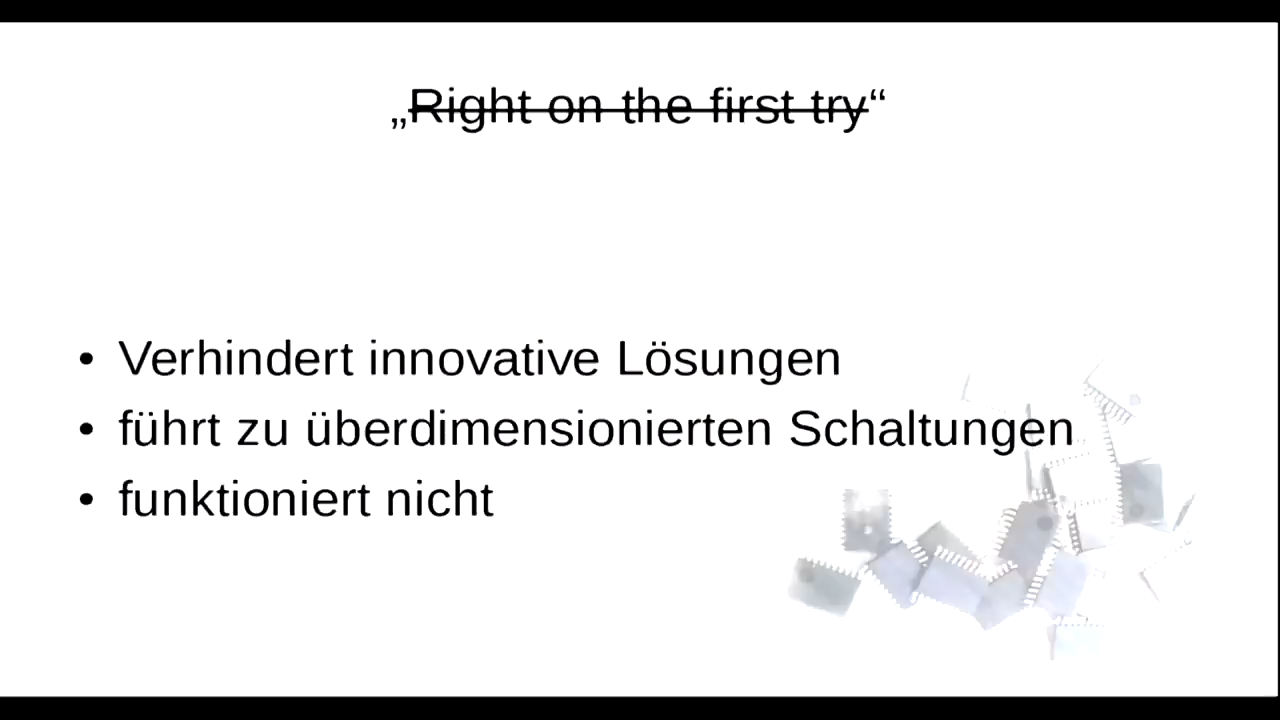 „Right on the first try“
• Verhindert innovative Lösungen
• führt zu überdimensionierten Schaltungen
• funktioniert nicht